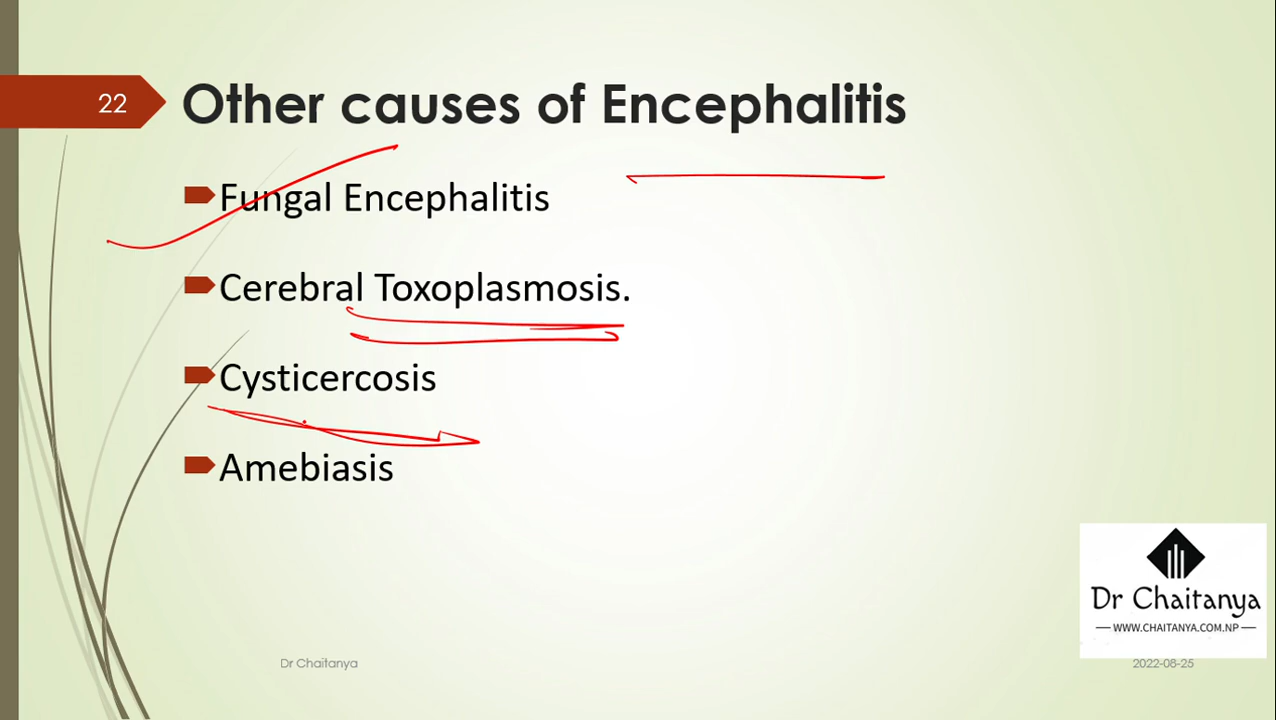 22
Other causes of Encephalitis
Fungal Encephalitis
Cerebral Toxoplasmosis.
Cysticercosis
Amebiasis
Dr Chaitanya
WWW.CHAITANYA.COM.NP
Dr Chaitanya
2022-08-25